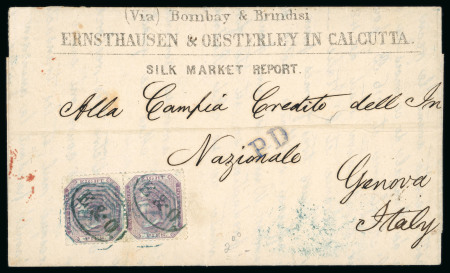 (Via) Bombay & Brindisi
ERNSTHAUSEN & OESTERLEY IN CALCUTTA.
SILK MARKET REPORT.
Alla Campia Credito dell In
PD
Nazionale
Genova
Italy